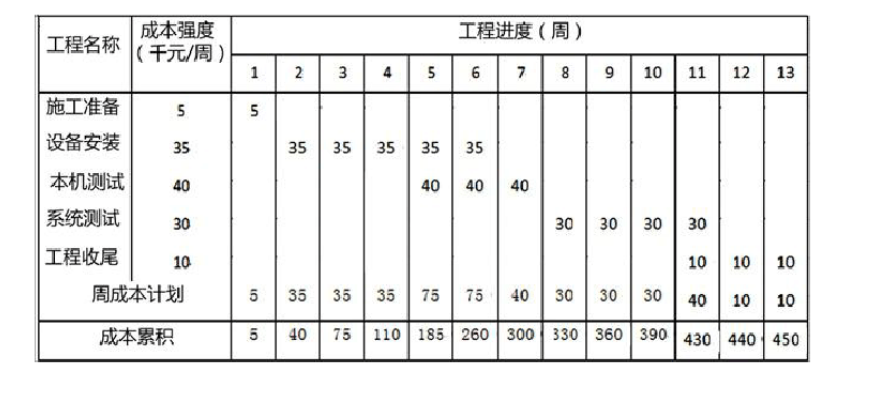 工程名称 成本强度（千元/周） 工程进度（周）
1 2 3 4 5 6 7 8 9 10 11 12 13
施工准备 5 5
设备安装 35 35 35 35 35 35
本机测试 40 40 40 40
系统测试 30 30 30 30 30
工程收尾 10 10 10 10
周成本计划 5 35 35 35 75 75 40 30 30 30 40 10 10
成本累积 5 40 75 110 185 260 300 330 360 390 430 440 450